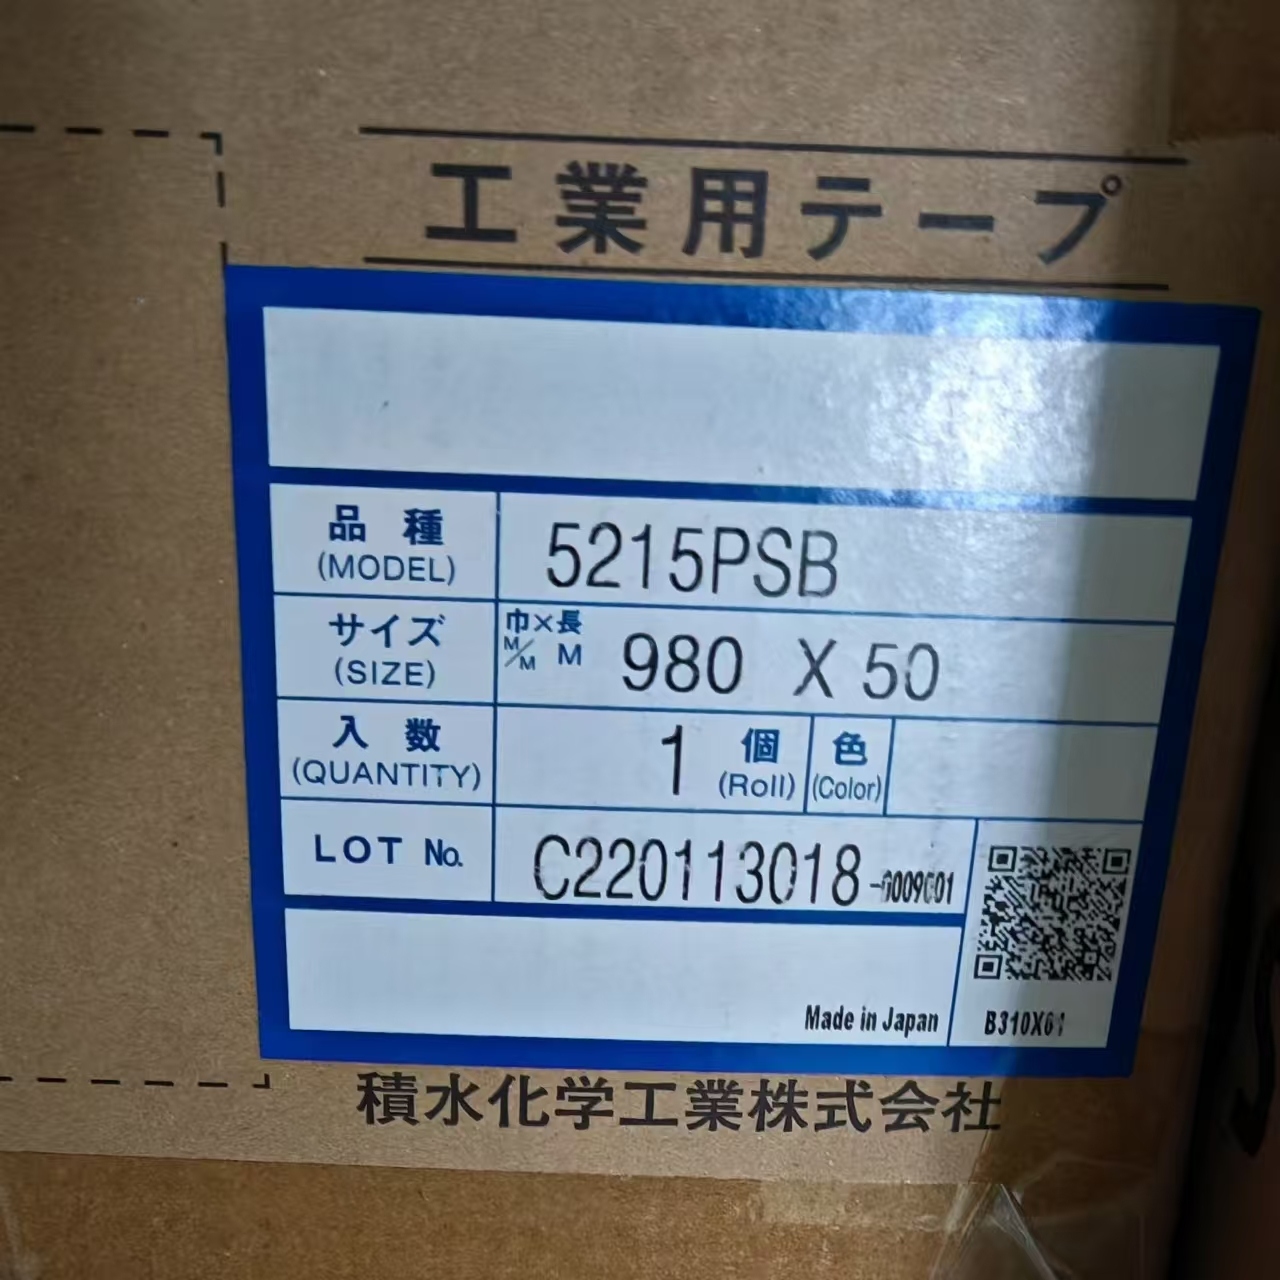 工業用テープ
品種 5215PSB
(MODEL)
サイズ 巾×長 980 X 50
(SIZE) M/M M
入数 1 個 色
(QUANTITY) (Roll) (Color)
LOT No. C220113018-0009001
Made in Japan B310X61
積水化学工業株式会社